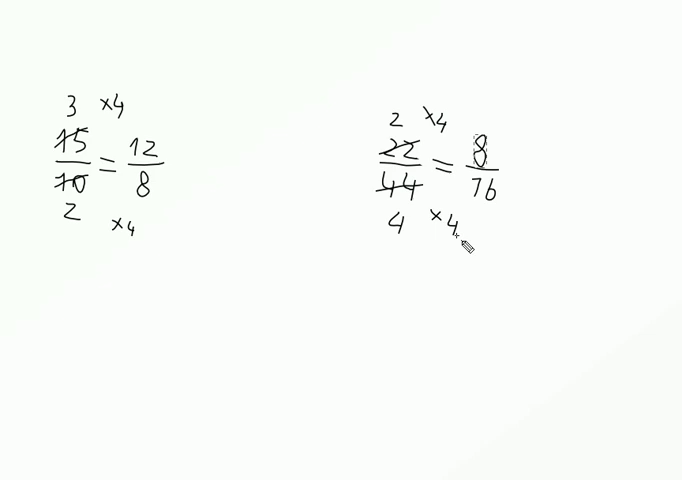 3 ×4
15/10 = 12/8
2 ×4
2 ×4
22/44 = 8/16
4 ×4